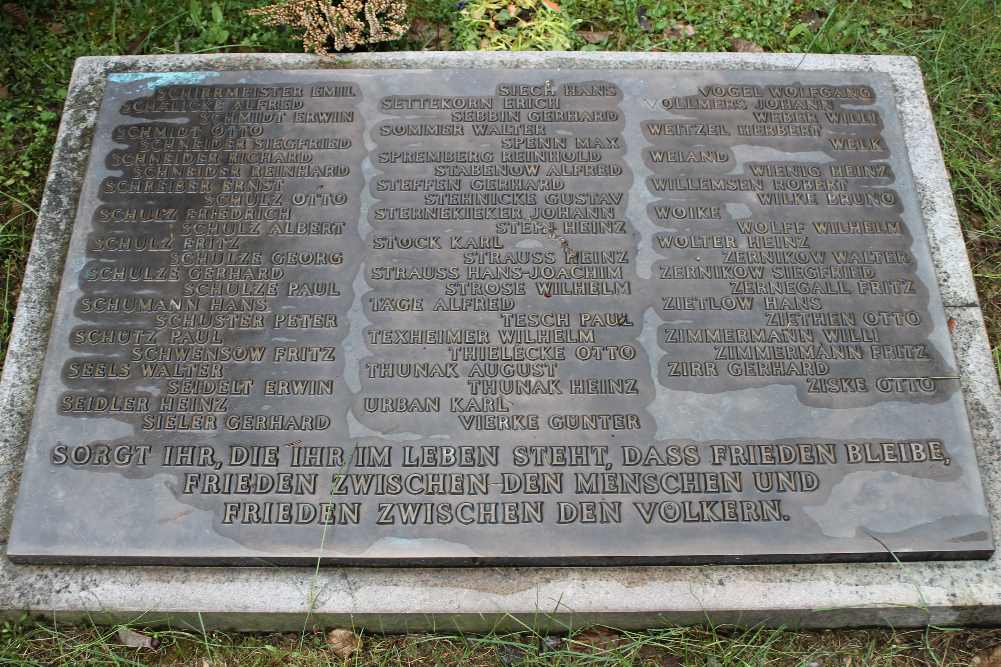 SCHIRRMEISTER EMIL
SCHLICKE ALFRED
SCHMIDT ERWIN
SCHMIDT OTTO
SCHNEIDER SIEGFRIED
SCHNEIDER RICHARD
SCHNEIDER REINHARD
SCHREIBER ERNST
SCHULZ OTTO
SCHULZ FRIEDRICH
SCHULZ ALBERT
SCHULZ FRITZ
SCHULZE GEORG
SCHULZE GERHARD
SCHULZE PAUL
SCHUMANN HANS
SCHUSTER PETER
SCHUTZ PAUL
SCHWENSOW FRITZ
SEELS WALTER
SEIDELT ERWIN
SEIDLER HEINZ
SIELER GERHARD
SIECH HANS
SETTEKORN ERICH
SEBBIN GERHARD
SOMMER WALTER
SPENN MAX
SPREMBERG REINHOLD
STABENOW ALFRED
STEFFEN GERHARD
STEHNICKE GUSTAV
STERNEKIEKER JOHANN
STEPS HEINZ
STOCK KARL
STRAUSS HEINZ
STRAUSS HANS-JOACHIM
STROSE WILHELM
TAGE ALFRED
TESCH PAUL
TEXHEIMER WILHELM
THIELECKE OTTO
THUNAK AUGUST
THUNAK HEINZ
URBAN KARL
VIERKE GÜNTER
VOGEL WOLFGANG
VOLLMERS JOHANN
WEBER WILLI
WEITZEL HERBERT
WELK
WEIAND
WIENIG HEINZ
WILLEMSEN ROBERT
WILKE BRUNO
WOIKE
WOLFF WILHELM
WOLTER HEINZ
ZERNIKOW WALTER
ZERNIKOW SIEGFRIED
ZERNEGALL FRITZ
ZIETLOW HANS
ZIETHEN OTTO
ZIMMERMANN WILLI
ZIMMERMANN FRITZ
ZIRR GERHARD
ZISKE OTTO
SORGT IHR, DIE IHR IM LEBEN STEHT, DASS FRIEDEN BLEIBE,
FRIEDEN ZWISCHEN DEN MENSCHEN UND
FRIEDEN ZWISCHEN DEN VÖLKERN.